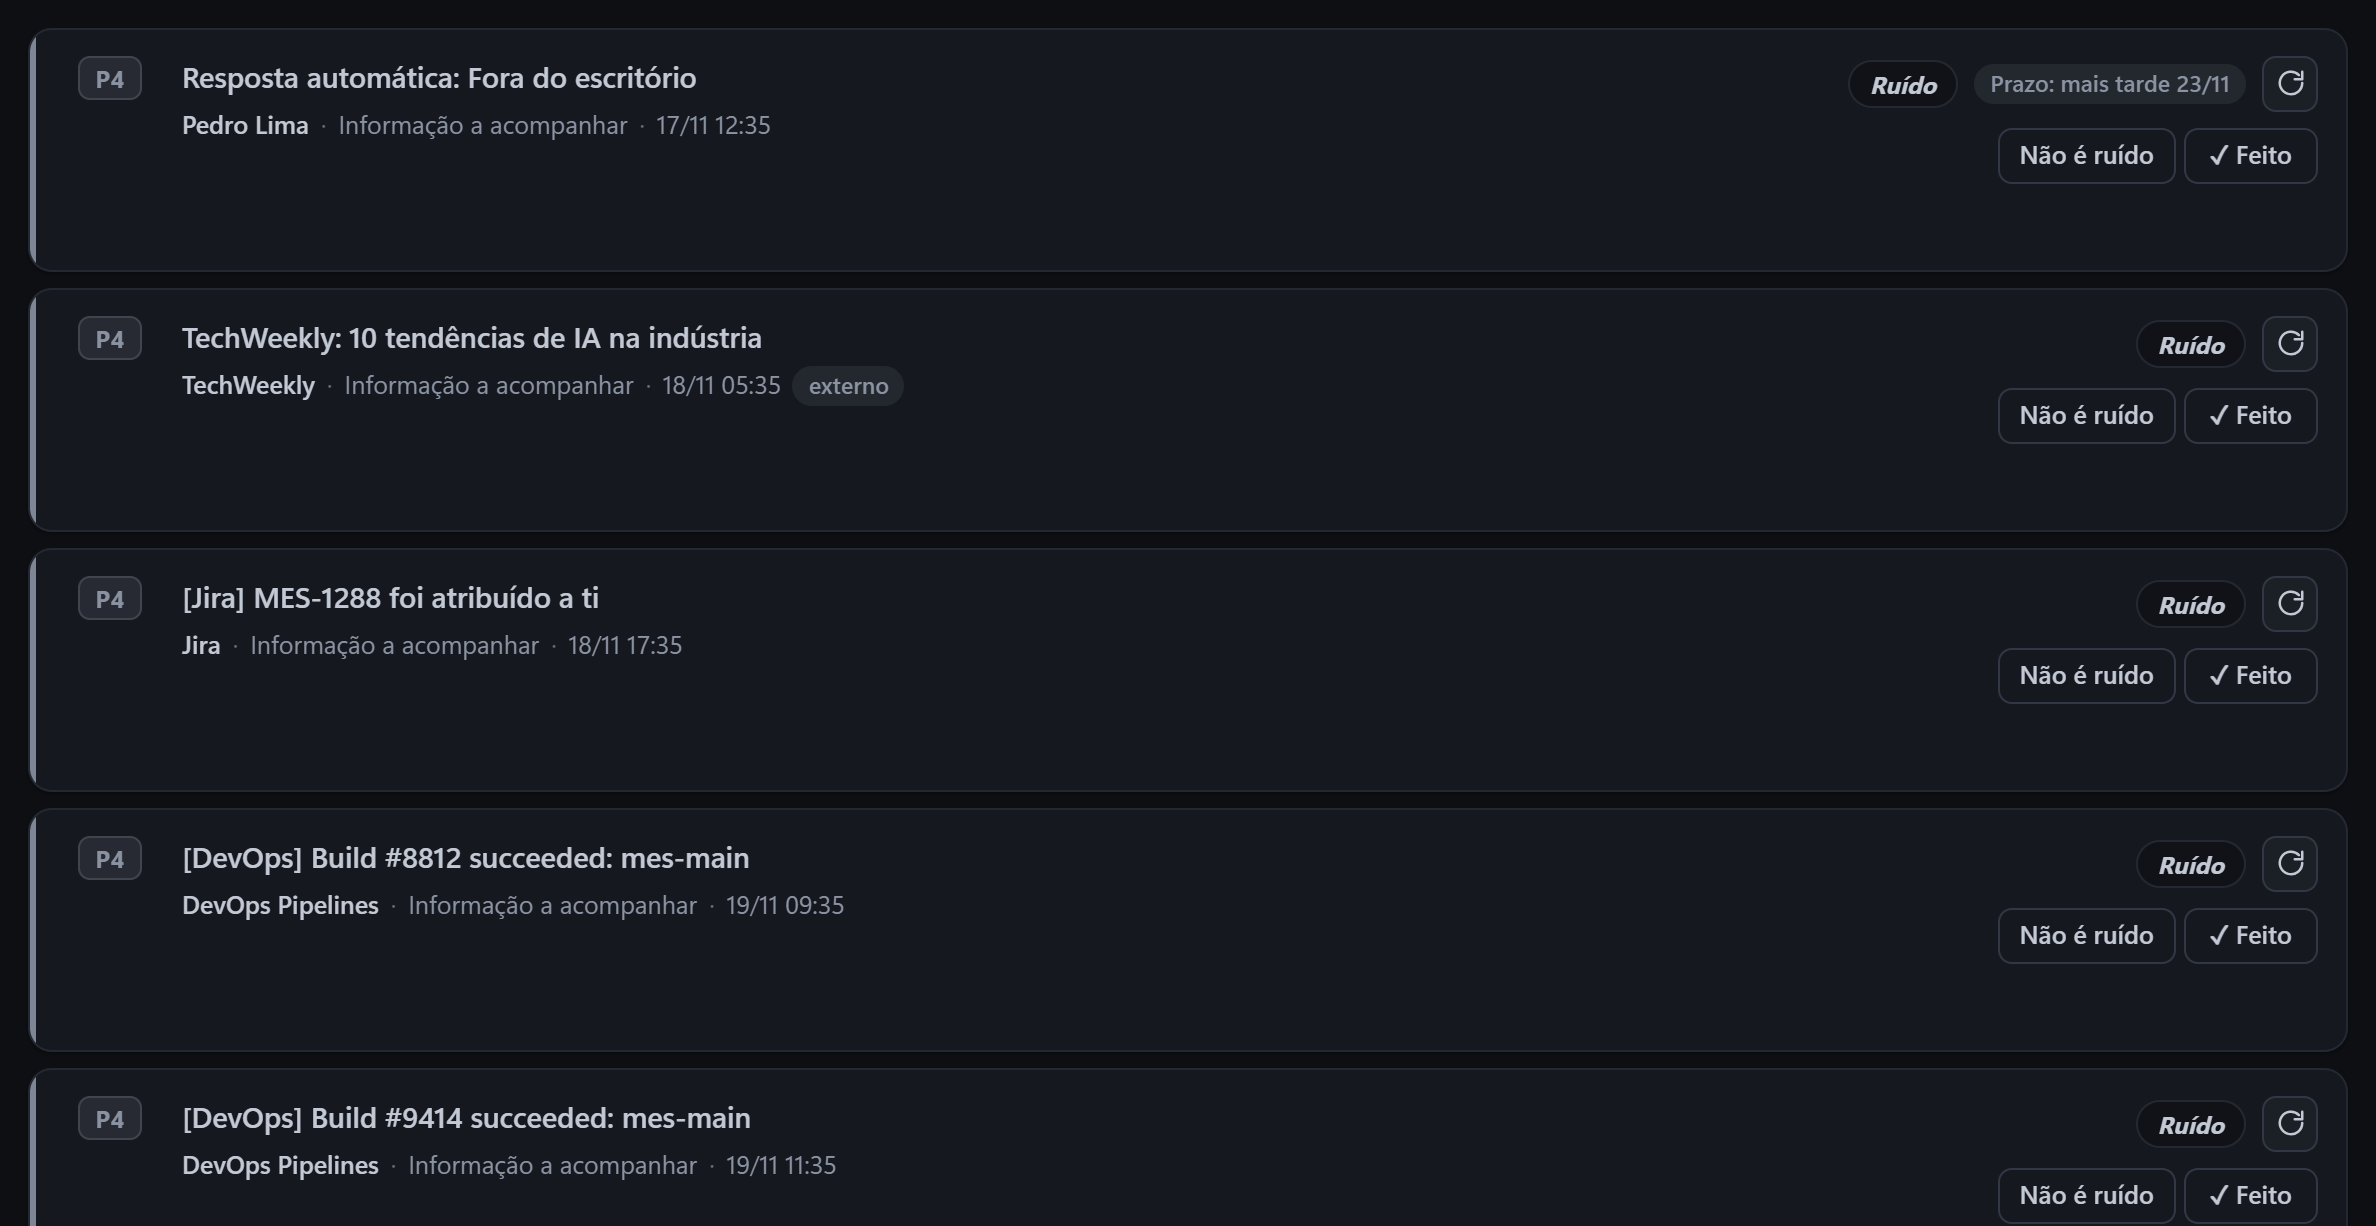 P4 Resposta automática: Fora do escritório Ruído Prazo: mais tarde 23/11
Pedro Lima · Informação a acompanhar · 17/11 12:35
Não é ruído ✓ Feito
P4 TechWeekly: 10 tendências de IA na indústria Ruído
TechWeekly · Informação a acompanhar · 18/11 05:35 externo
Não é ruído ✓ Feito
P4 [Jira] MES-1288 foi atribuído a ti Ruído
Jira · Informação a acompanhar · 18/11 17:35
Não é ruído ✓ Feito
P4 [DevOps] Build #8812 succeeded: mes-main Ruído
DevOps Pipelines · Informação a acompanhar · 19/11 09:35
Não é ruído ✓ Feito
P4 [DevOps] Build #9414 succeeded: mes-main Ruído
DevOps Pipelines · Informação a acompanhar · 19/11 11:35
Não é ruído ✓ Feito